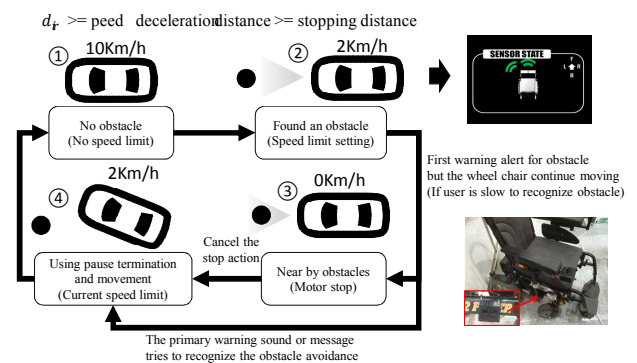 d_ir >= peed decelerationdistance >= stopping distance
① 10Km/h
② 2Km/h
SENSOR STATE
F
L R
B
No obstacle
(No speed limit)
Found an obstacle
(Speed limit setting)
First warning alert for obstacle
but the wheel chair continue moving
(If user is slow to recognize obstacle)
④ 2Km/h
③ 0Km/h
Cancel the
stop action
Using pause termination
and movement
(Current speed limit)
Near by obstacles
(Motor stop)
The primary warning sound or message
tries to recognize the obstacle avoidance